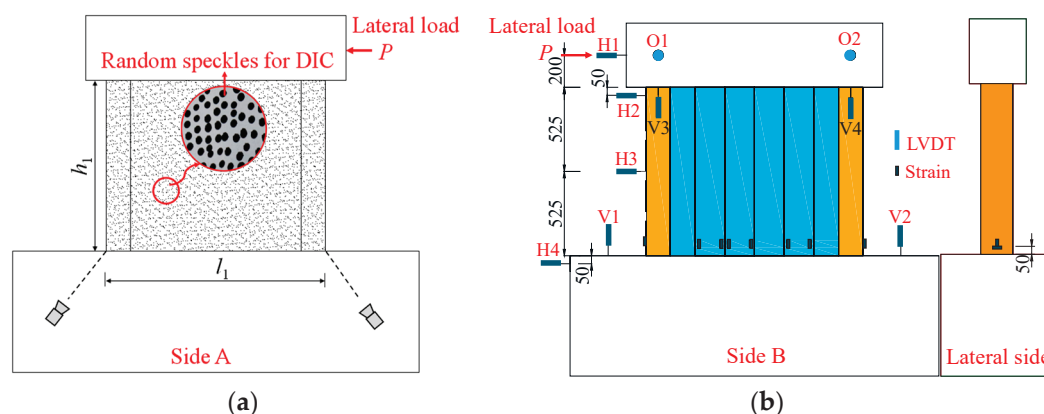 (a)
Lateral load
P
Random speckles for DIC
h1
l1
Side A
(b)
Lateral load
P
H1
O1
O2
200
50
H2
V3
V4
525
H3
LVDT
Strain
525
V1
V2
H4
50
50
Side B
Lateral side
(a)
(b)